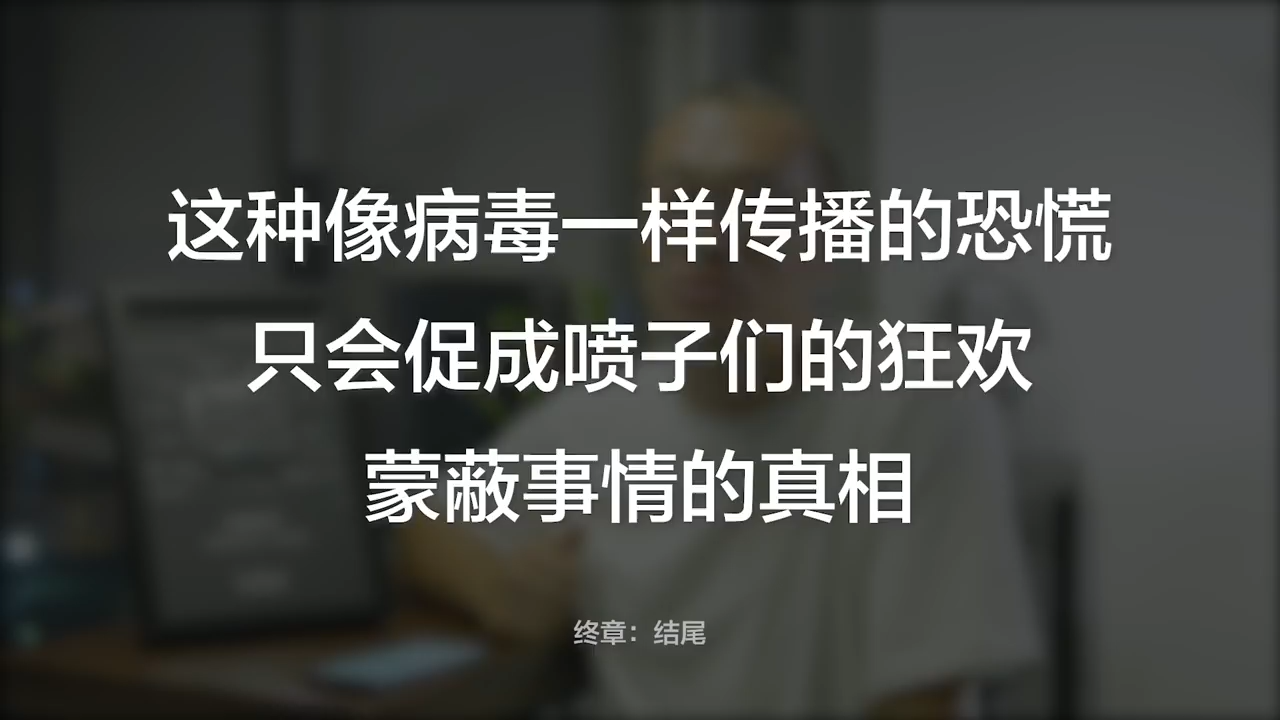 这种像病毒一样传播的恐慌
只会促成喷子们的狂欢
蒙蔽事情的真相
终章：结尾